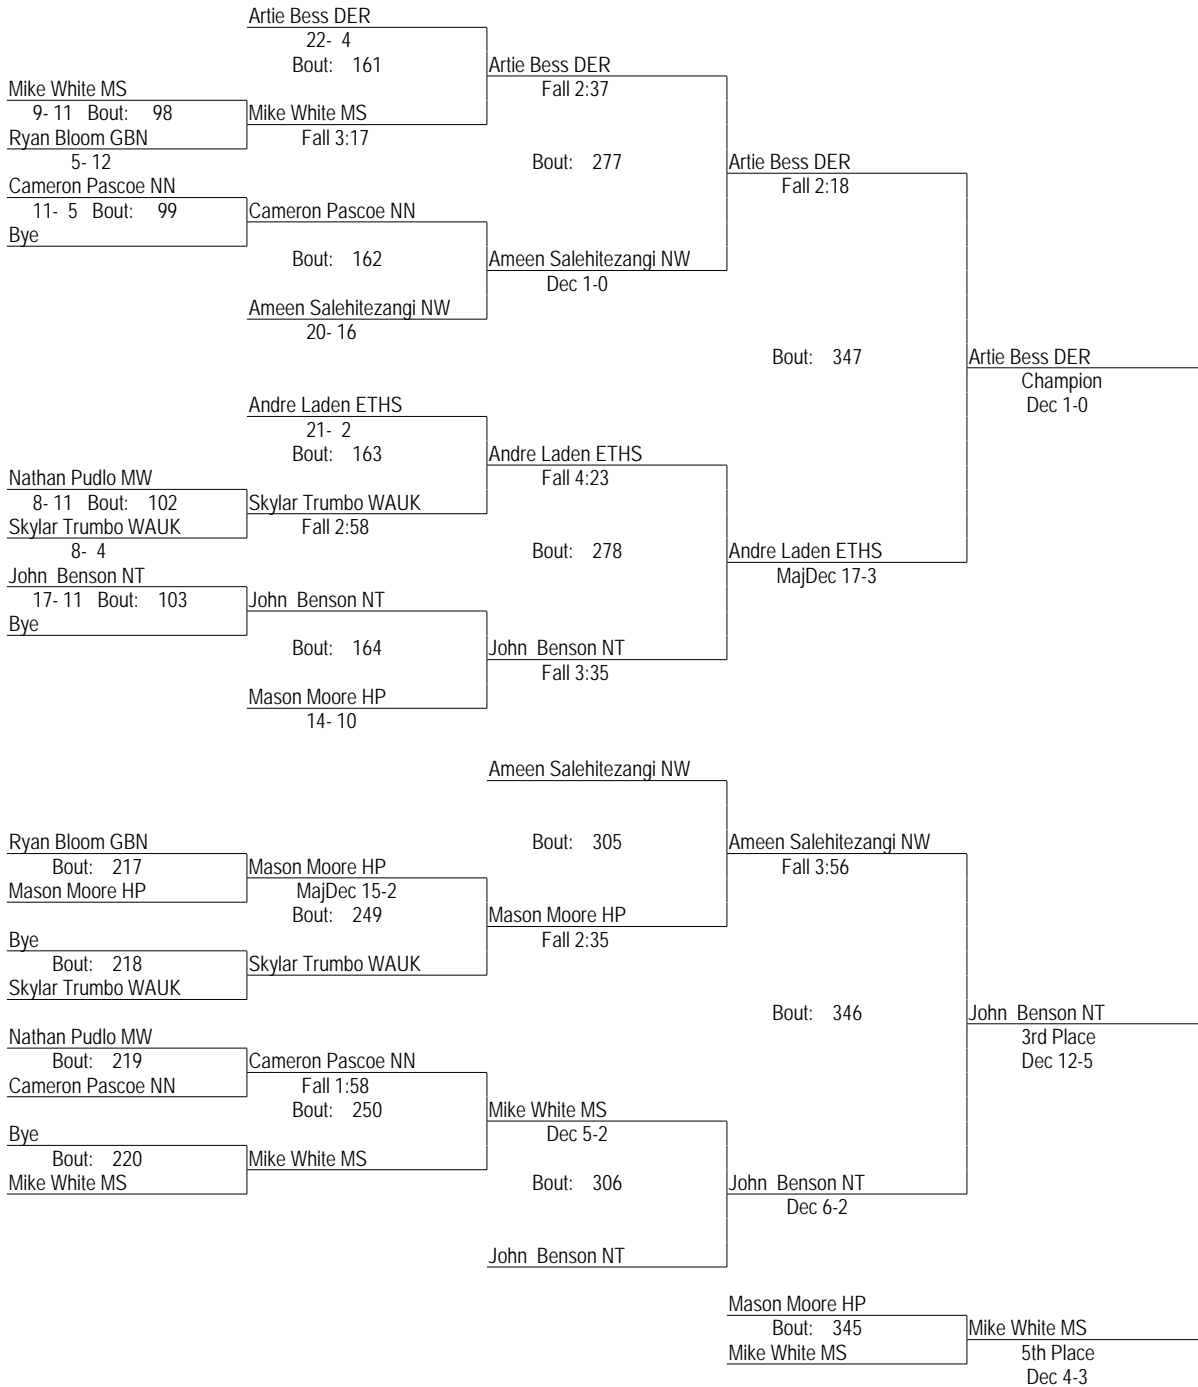 Artie Bess DER
22- 4
Bout: 161
Artie Bess DER
Fall 2:37
Mike White MS
9- 11 Bout: 98
Mike White MS
Fall 3:17
Ryan Bloom GBN
5- 12
Bout: 277
Artie Bess DER
Fall 2:18
Cameron Pascoe NN
11- 5 Bout: 99
Cameron Pascoe NN
Bye
Bout: 162
Ameen Salehitezangi NW
Dec 1-0
Ameen Salehitezangi NW
20- 16
Bout: 347
Artie Bess DER
Champion
Dec 1-0
Andre Laden ETHS
21- 2
Bout: 163
Andre Laden ETHS
Fall 4:23
Nathan Pudlo MW
8- 11 Bout: 102
Skylar Trumbo WAUK
Fall 2:58
Skylar Trumbo WAUK
8- 4
Bout: 278
Andre Laden ETHS
MajDec 17-3
John Benson NT
17- 11 Bout: 103
John Benson NT
Bye
Bout: 164
John Benson NT
Fall 3:35
Mason Moore HP
14- 10
Ameen Salehitezangi NW
Bout: 305
Ameen Salehitezangi NW
Fall 3:56
Ryan Bloom GBN
Bout: 217
Mason Moore HP
Mason Moore HP
MajDec 15-2
Bout: 249
Mason Moore HP
Fall 2:35
Bye
Bout: 218
Skylar Trumbo WAUK
Skylar Trumbo WAUK
Bout: 346
John Benson NT
3rd Place
Dec 12-5
Nathan Pudlo MW
Bout: 219
Cameron Pascoe NN
Cameron Pascoe NN
Fall 1:58
Bout: 250
Mike White MS
Dec 5-2
Bye
Bout: 220
Mike White MS
Mike White MS
Bout: 306
John Benson NT
Dec 6-2
John Benson NT
Mason Moore HP
Bout: 345
Mike White MS
Mike White MS
5th Place
Dec 4-3